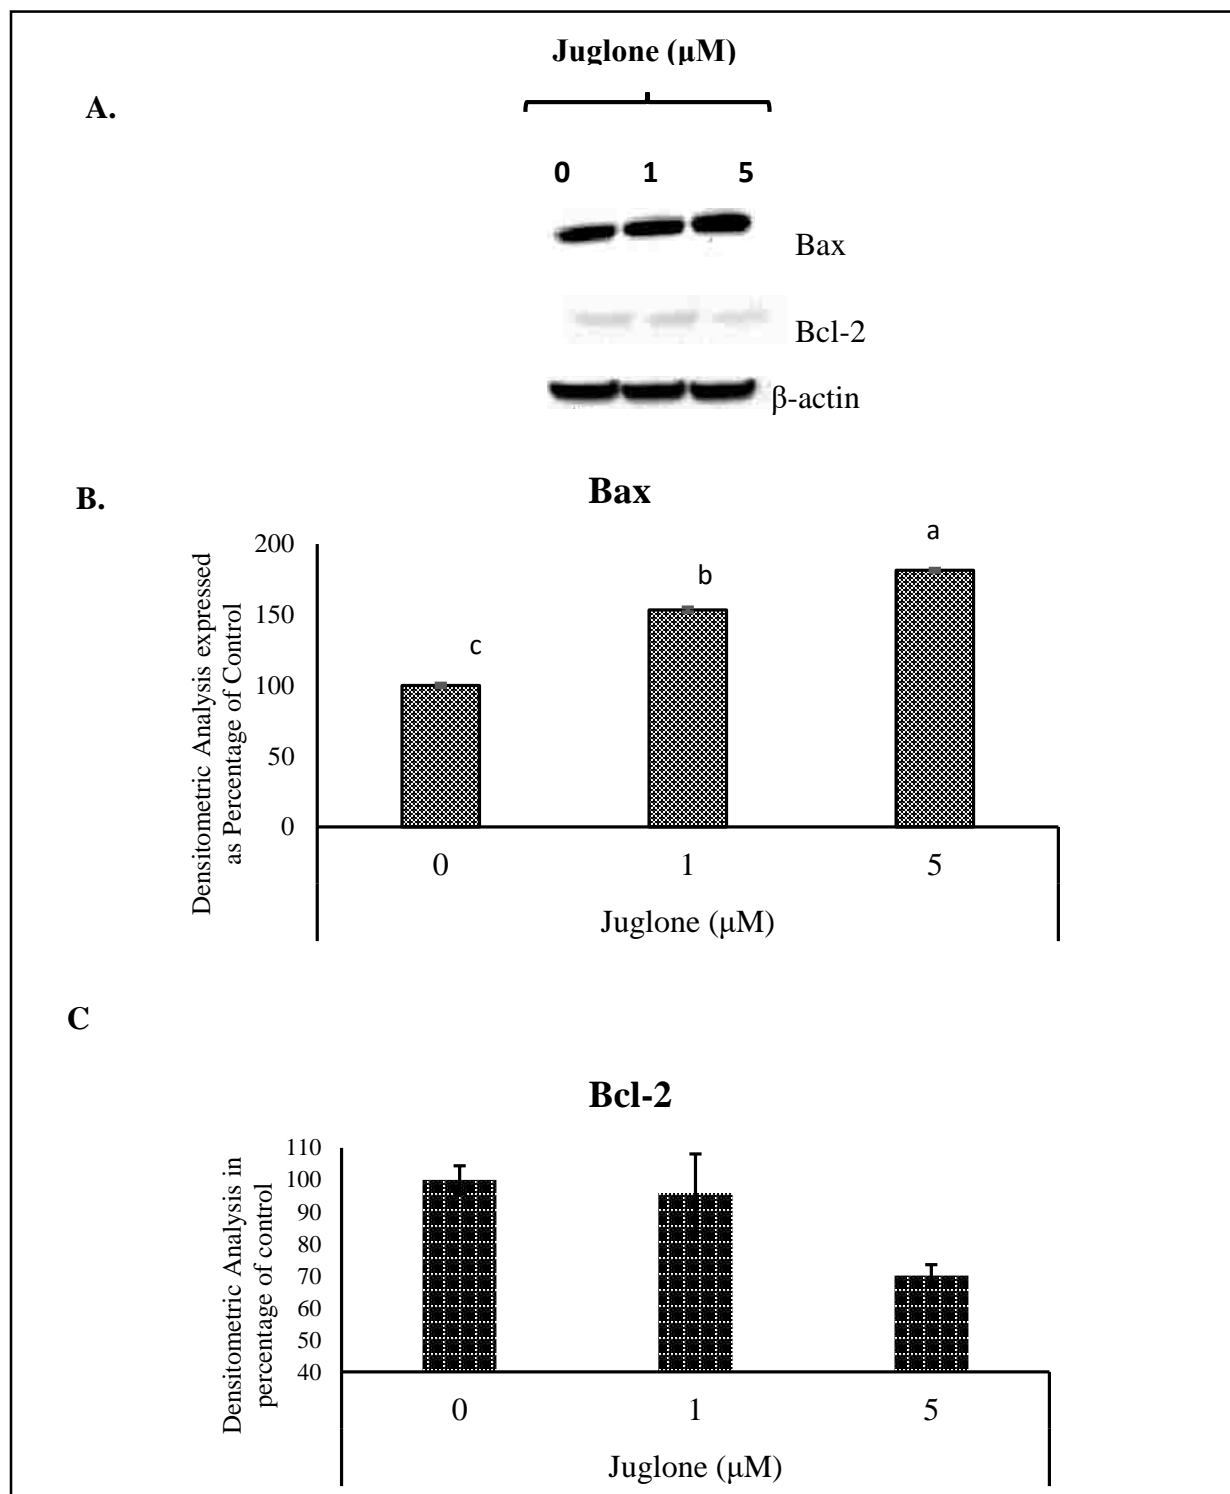 Juglone (μM)
A.
0 1 5
Bax
Bcl-2
β-actin
B.
Bax
Densitometric Analysis expressed
as Percentage of Control
200
150
100
50
0
c
b
a
0 1 5
Juglone (μM)
C
Bcl-2
Densitometric Analysis in
percentage of control
110
100
90
80
70
60
50
40
0 1 5
Juglone (μM)